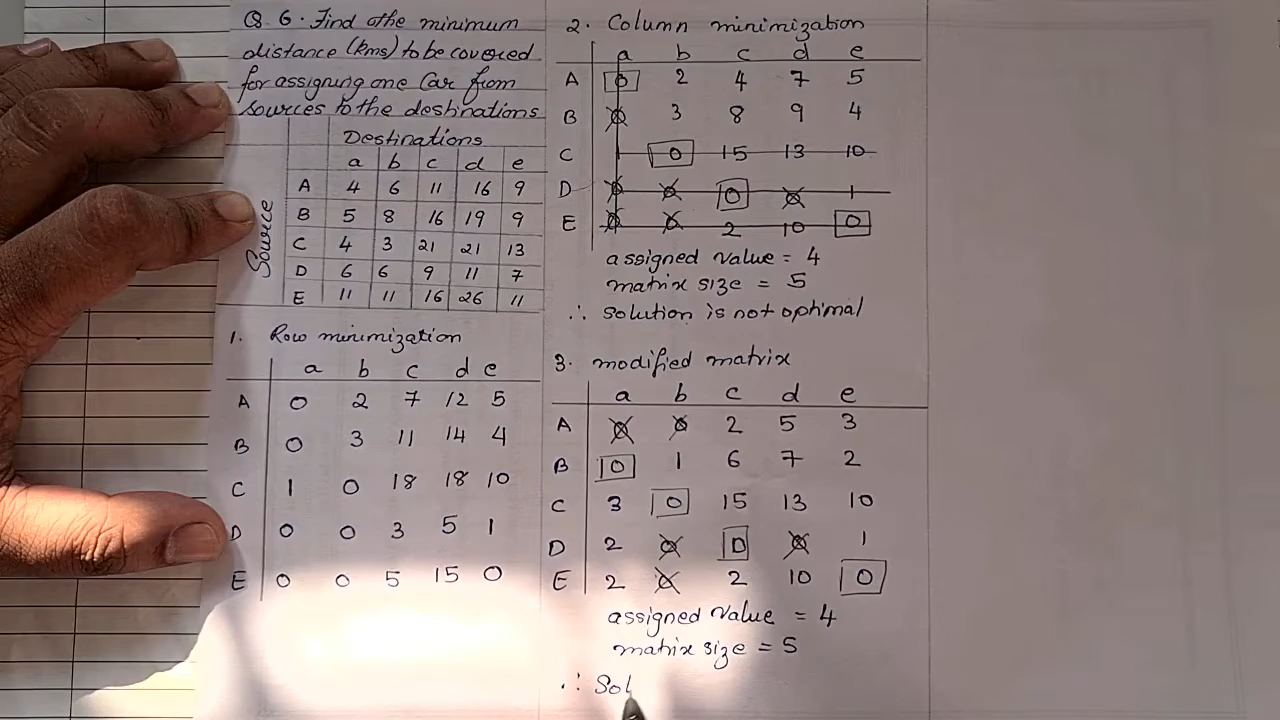 Q. 6. Find the minimum
distance (kms) to be covered
for assigning one Car from
sources to the destinations
Destinations
a b c d e
Source
A 4 6 11 16 9
B 5 8 16 19 9
C 4 3 21 21 13
D 6 6 9 11 7
E 11 11 16 26 11
1. Row minimization
a b c d e
A 0 2 7 12 5
B 0 3 11 14 4
C 1 0 18 18 10
D 0 0 3 5 1
E 0 0 5 15 0
2. Column minimization
a b c d e
A 0 2 4 7 5
B 0 3 8 9 4
C 1 0 15 13 10
D 0 0 0 0 1
E 0 0 2 10 0
assigned value = 4
matrix size = 5
∴ solution is not optimal
3. modified matrix
a b c d e
A 0 0 2 5 3
B 0 1 6 7 2
C 3 0 15 13 10
D 2 0 0 0 1
E 2 0 2 10 0
assigned value = 4
matrix size = 5
∴ Sol